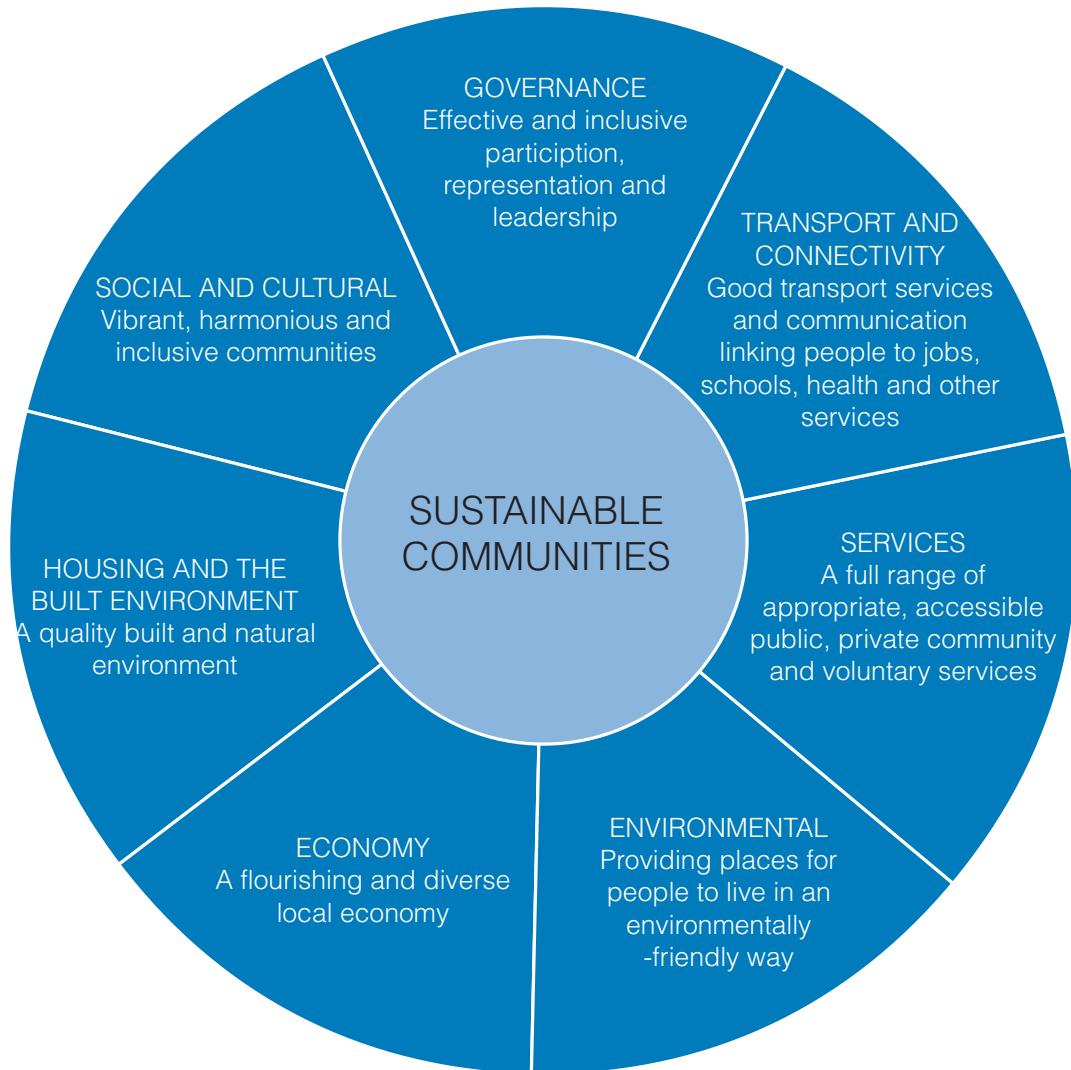 GOVERNANCE
Effective and inclusive
particiption,
representation and
leadership
TRANSPORT AND
CONNECTIVITY
Good transport services
and communication
linking people to jobs,
schools, health and other
services
SERVICES
A full range of
appropriate, accessible
public, private community
and voluntary services
ENVIRONMENTAL
Providing places for
people to live in an
environmentally
-friendly way
ECONOMY
A flourishing and diverse
local economy
HOUSING AND THE
BUILT ENVIRONMENT
A quality built and natural
environment
SOCIAL AND CULTURAL
Vibrant, harmonious and
inclusive communities
SUSTAINABLE
COMMUNITIES